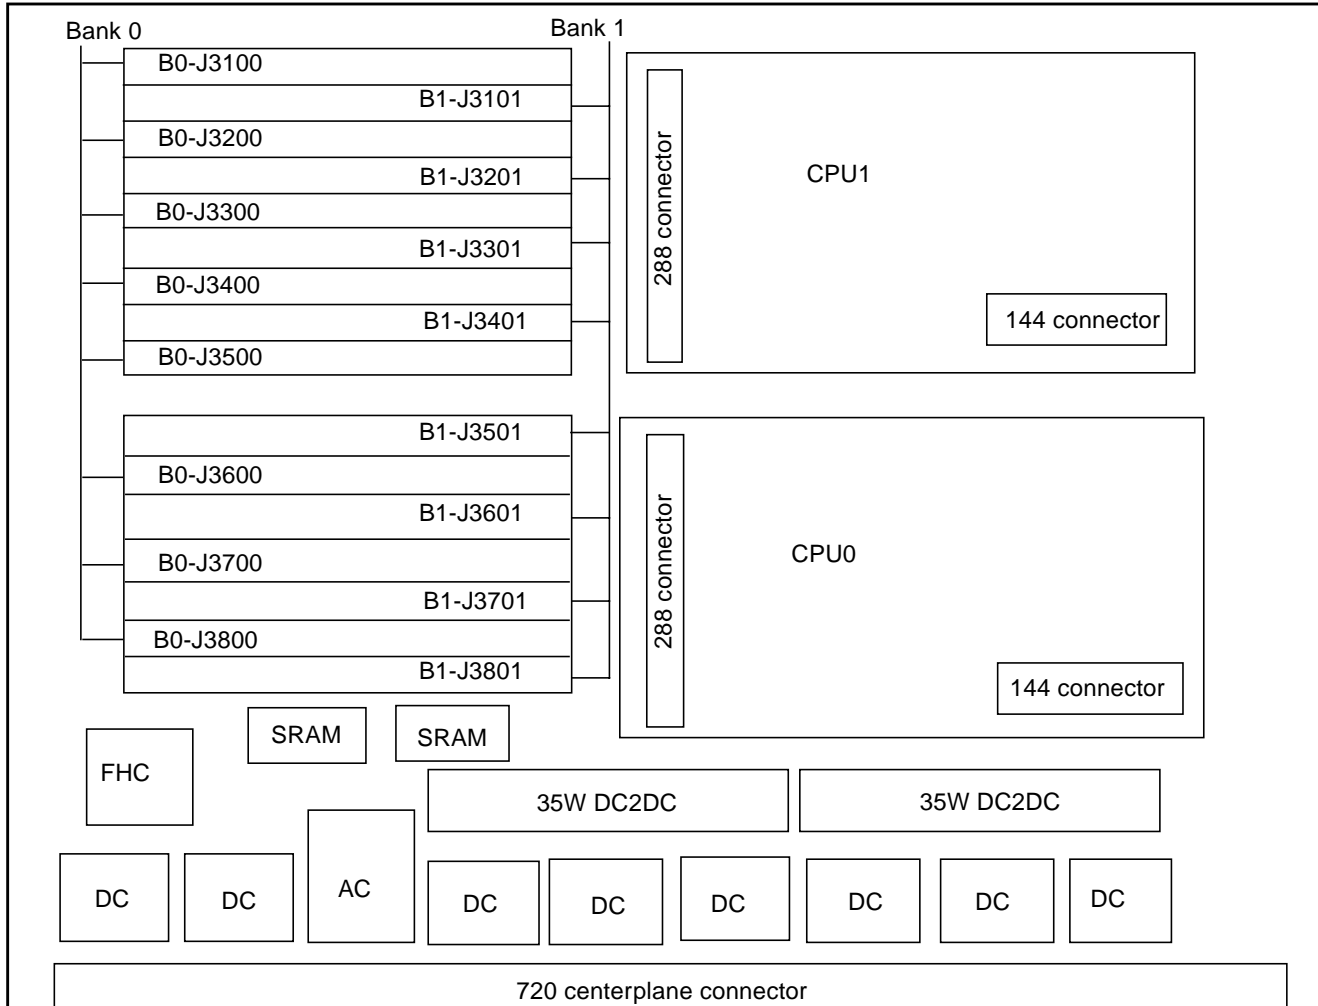 Bank 0
Bank 1
B0-J3100
B1-J3101
B0-J3200
B1-J3201
B0-J3300
B1-J3301
B0-J3400
B1-J3401
B0-J3500
288 connector
CPU1
144 connector
B1-J3501
B0-J3600
B1-J3601
B0-J3700
B1-J3701
B0-J3800
B1-J3801
288 connector
CPU0
144 connector
SRAM
SRAM
FHC
35W DC2DC
35W DC2DC
DC
DC
AC
DC
DC
DC
DC
DC
DC
720 centerplane connector